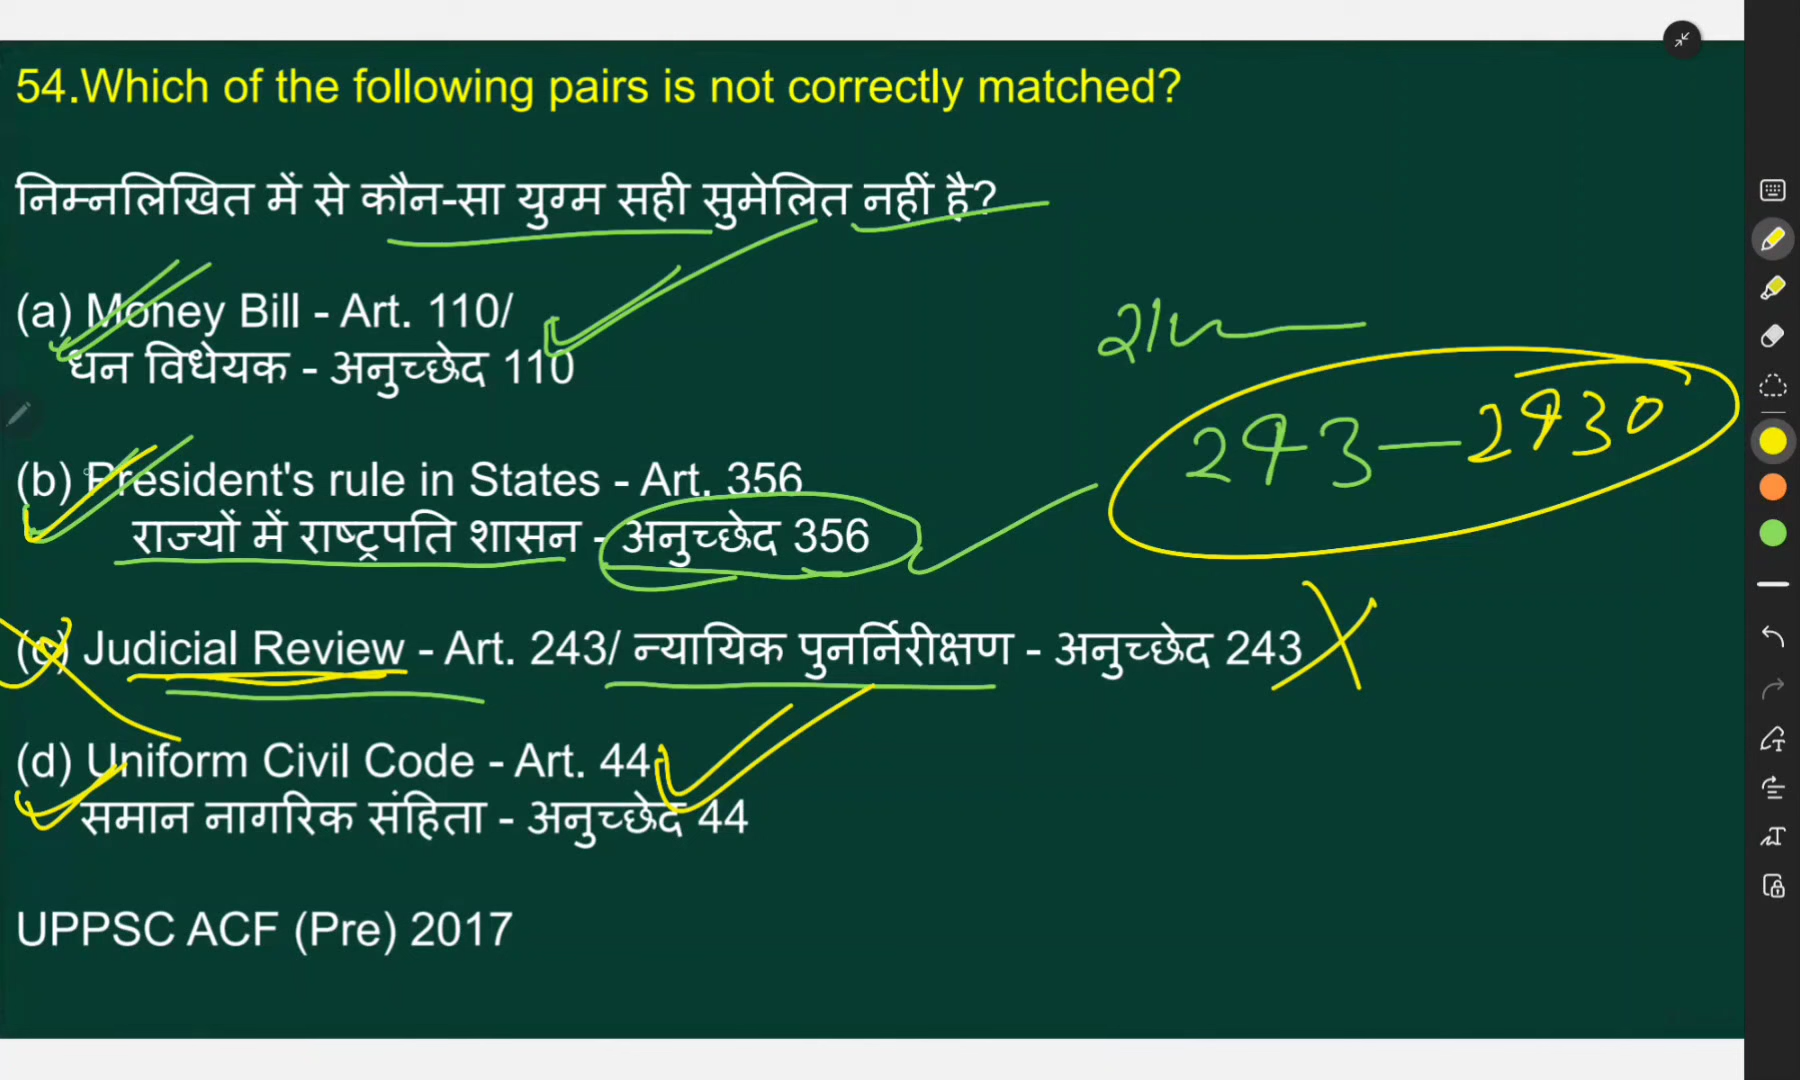 54.Which of the following pairs is not correctly matched?
निम्नलिखित में से कौन-सा युग्म सही सुमेलित नहीं है?
(a) Money Bill - Art. 110/
धन विधेयक - अनुच्छेद 110
(b) President's rule in States - Art. 356
राज्यों में राष्ट्रपति शासन - अनुच्छेद 356
243 — 2430
(c) Judicial Review - Art. 243/ न्यायिक पुनर्निरीक्षण - अनुच्छेद 243
(d) Uniform Civil Code - Art. 44
समान नागरिक संहिता - अनुच्छेद 44
UPPSC ACF (Pre) 2017